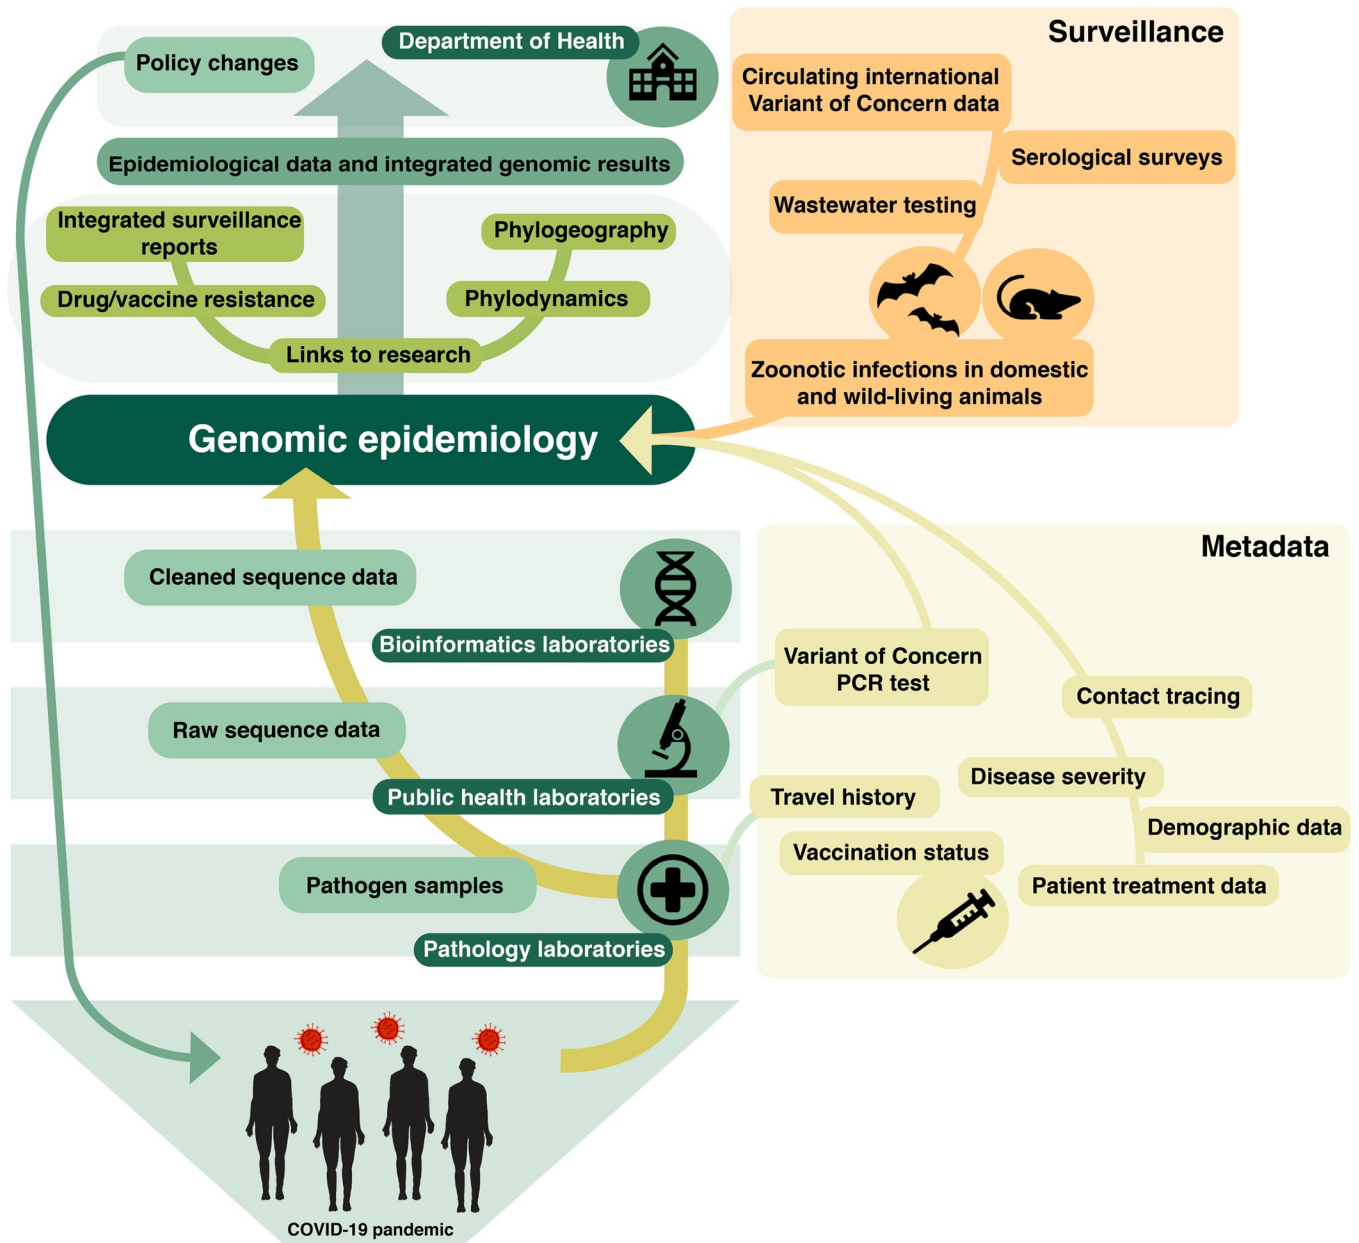 Department of Health
Policy changes
Epidemiological data and integrated genomic results
Integrated surveillance
reports
Phylogeography
Drug/vaccine resistance
Phylodynamics
Links to research
Genomic epidemiology
Surveillance
Circulating international
Variant of Concern data
Serological surveys
Wastewater testing
Zoonotic infections in domestic
and wild-living animals
Cleaned sequence data
Bioinformatics laboratories
Raw sequence data
Public health laboratories
Pathogen samples
Pathology laboratories
Metadata
Variant of Concern
PCR test
Contact tracing
Disease severity
Travel history
Demographic data
Vaccination status
Patient treatment data
COVID-19 pandemic